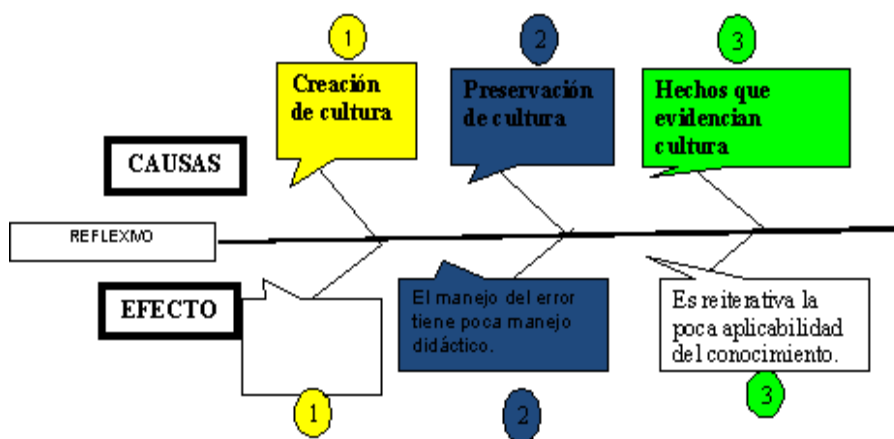 1
2
3
Creación
de cultura
Preservación
de cultura
Hechos que
evidencian
cultura
CAUSAS
REFLEXIVO
EFECTO
El manejo del error
tiene poca manejo
didáctico.
Es reiterativa la
poca aplicabilidad
del conocimiento.
1
2
3